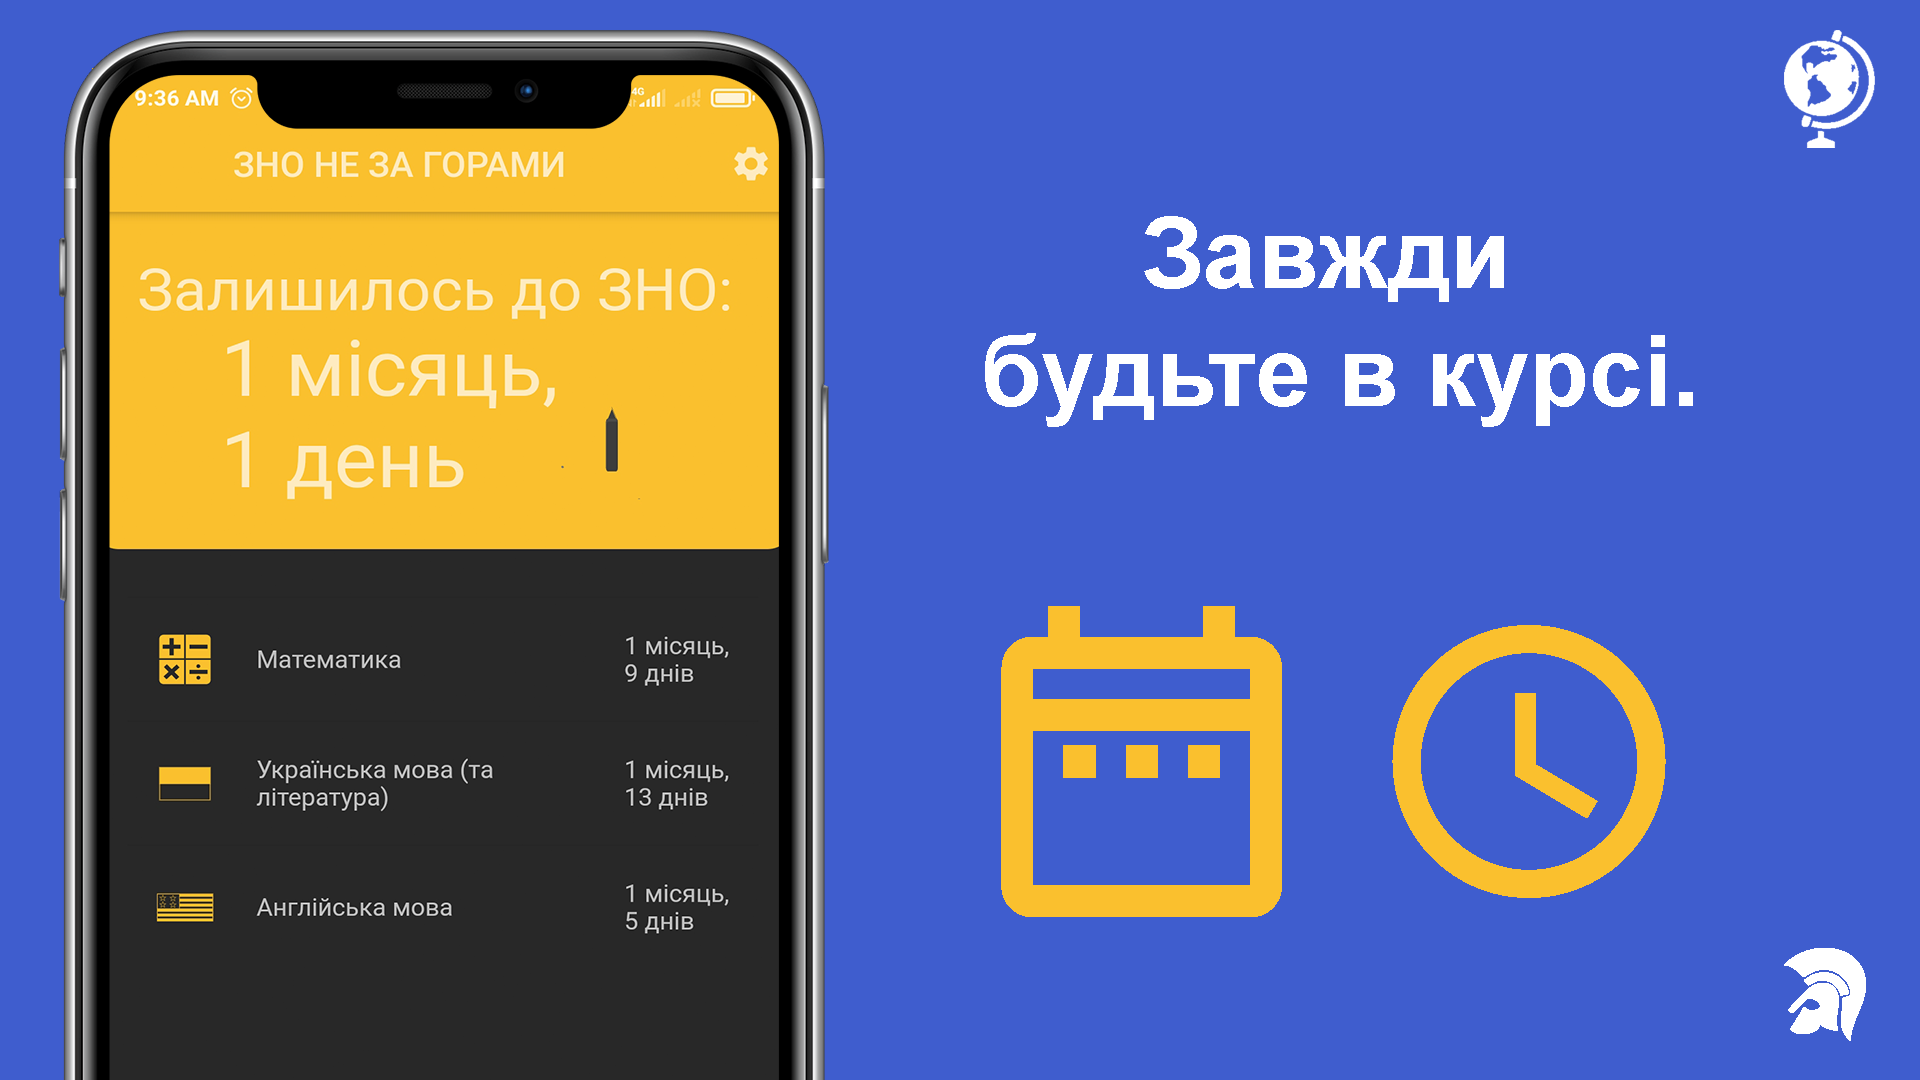 9:36 AM
4G
ЗНО НЕ ЗА ГОРАМИ
Залишилось до ЗНО:
1 місяць,
1 день
Математика
1 місяць,
9 днів
Українська мова (та
література)
1 місяць,
13 днів
Англійська мова
1 місяць,
5 днів
Завжди
будьте в курсі.